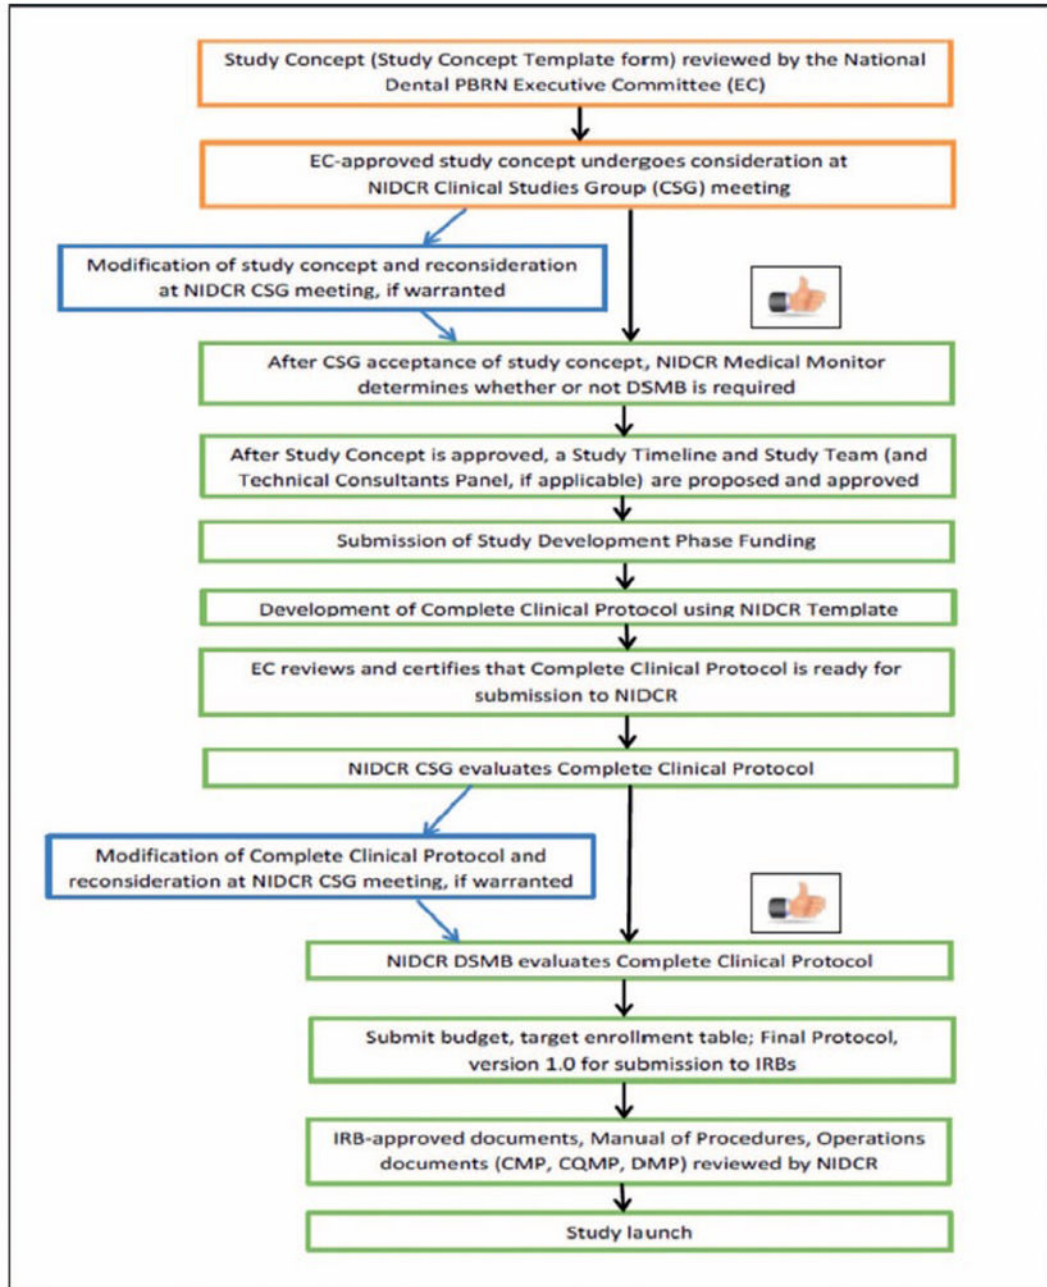 Study Concept (Study Concept Template form) reviewed by the National
Dental PBRN Executive Committee (EC)
EC-approved study concept undergoes consideration at
NIDCR Clinical Studies Group (CSG) meeting
Modification of study concept and reconsideration
at NIDCR CSG meeting, if warranted
After CSG acceptance of study concept, NIDCR Medical Monitor
determines whether or not DSMB is required
After Study Concept is approved, a Study Timeline and Study Team (and
Technical Consultants Panel, if applicable) are proposed and approved
Submission of Study Development Phase Funding
Development of Complete Clinical Protocol using NIDCR Template
EC reviews and certifies that Complete Clinical Protocol is ready for
submission to NIDCR
NIDCR CSG evaluates Complete Clinical Protocol
Modification of Complete Clinical Protocol and
reconsideration at NIDCR CSG meeting, if warranted
NIDCR DSMB evaluates Complete Clinical Protocol
Submit budget, target enrollment table; Final Protocol,
version 1.0 for submission to IRBs
IRB-approved documents, Manual of Procedures, Operations
documents (CMP, CQMP, DMP) reviewed by NIDCR
Study launch